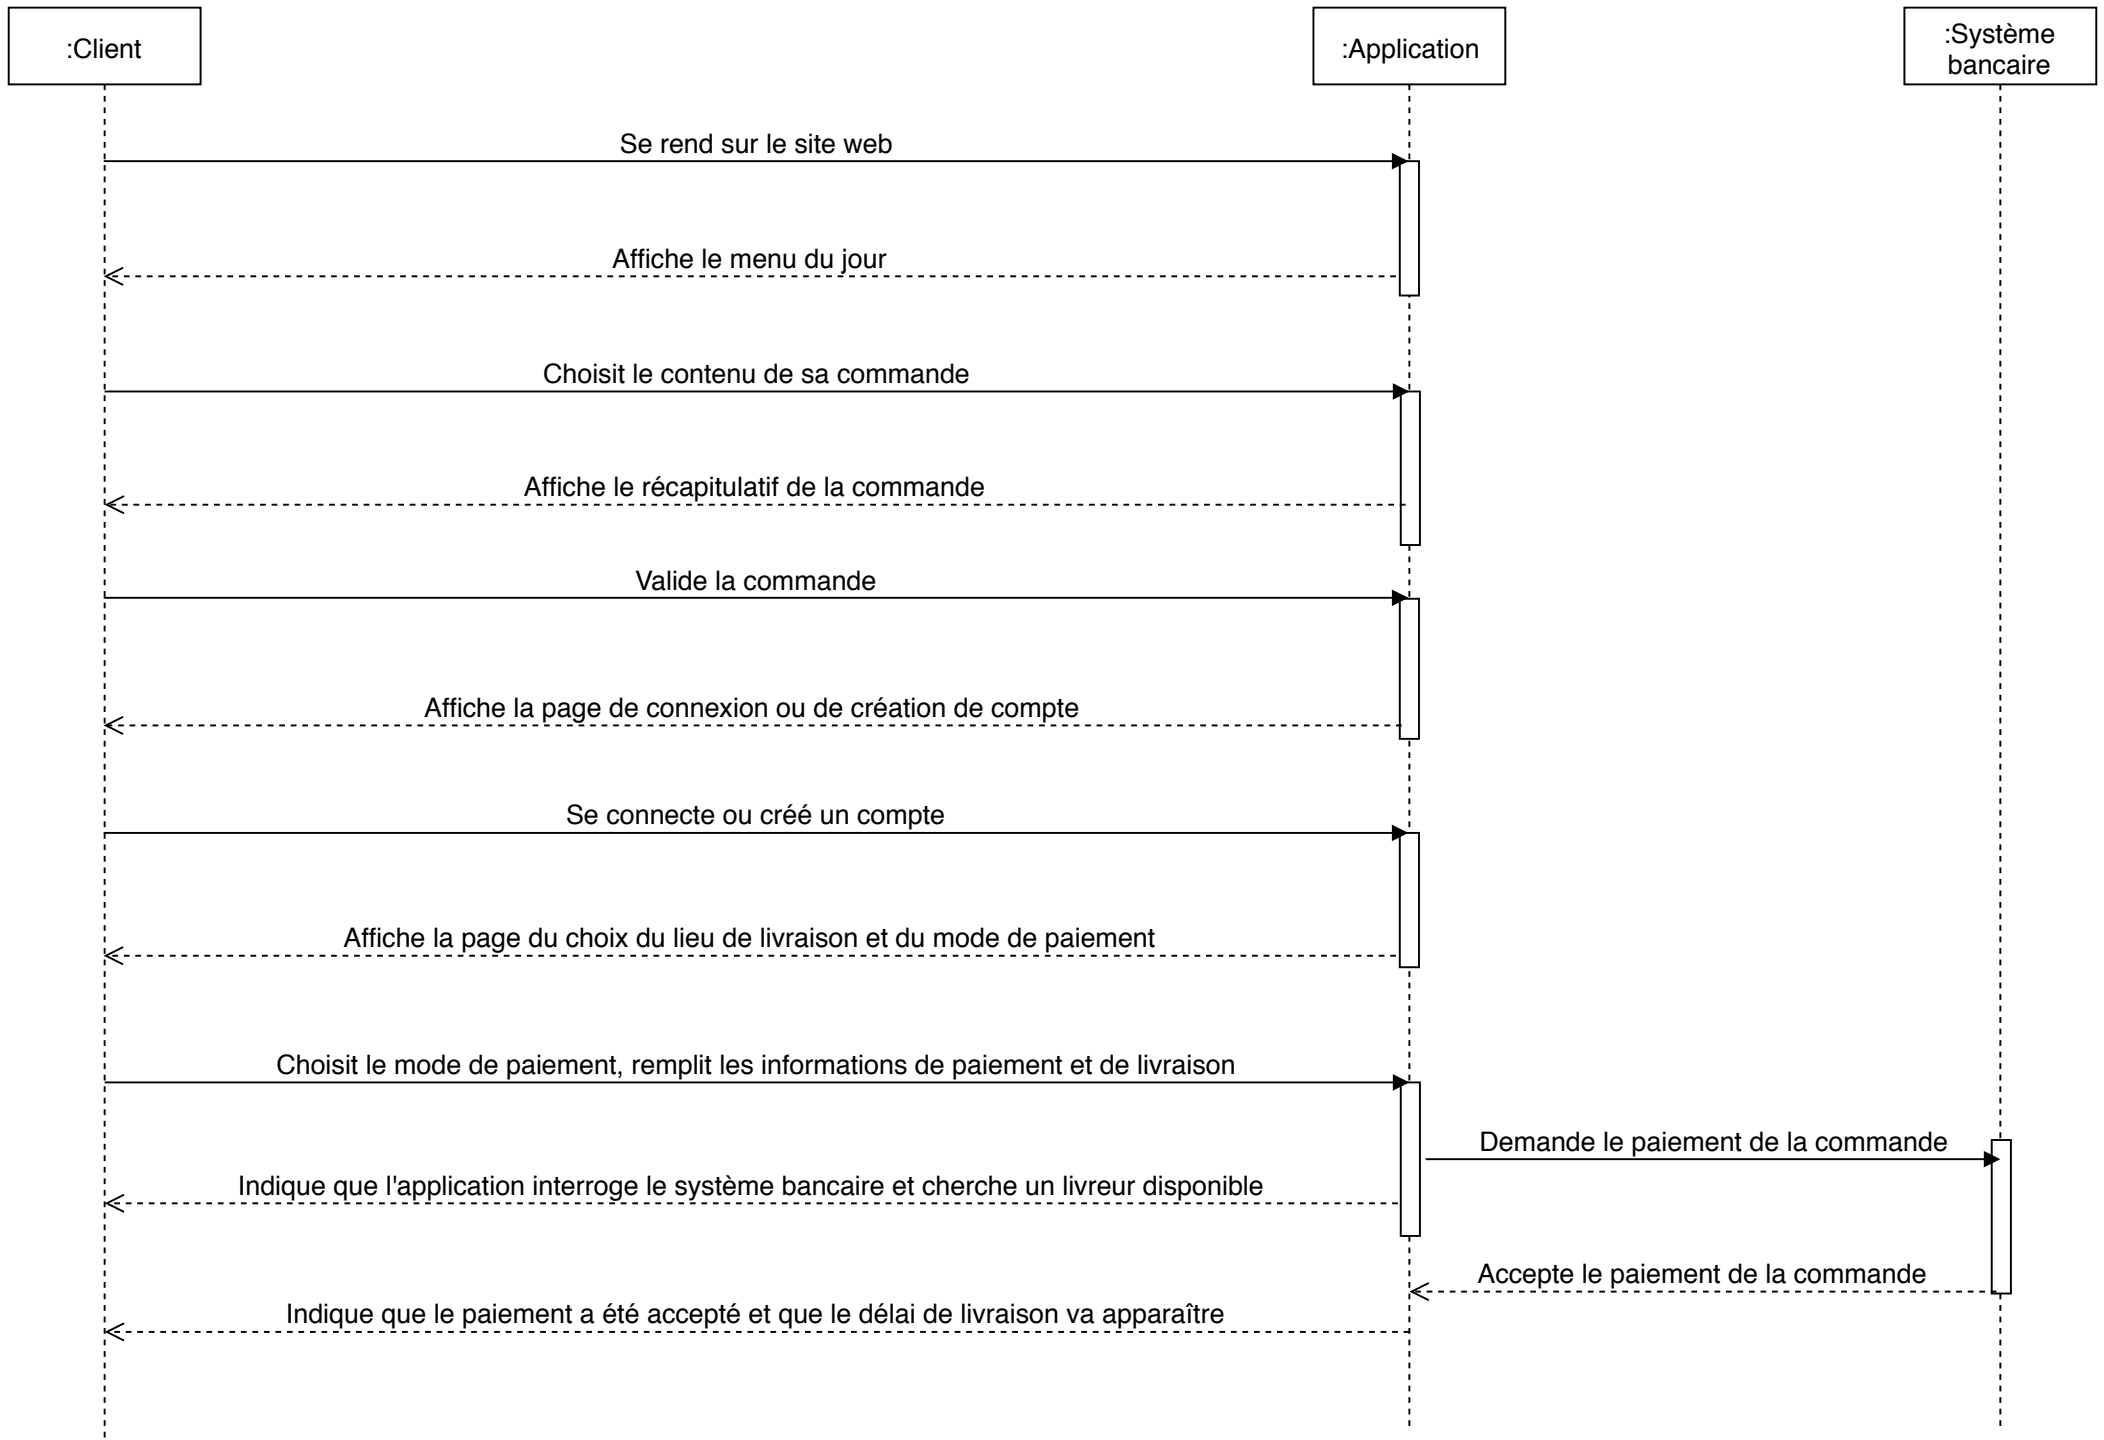 :Client
:Application
:Système
bancaire
Se rend sur le site web
Affiche le menu du jour
Choisit le contenu de sa commande
Affiche le récapitulatif de la commande
Valide la commande
Affiche la page de connexion ou de création de compte
Se connecte ou créé un compte
Affiche la page du choix du lieu de livraison et du mode de paiement
Choisit le mode de paiement, remplit les informations de paiement et de livraison
Demande le paiement de la commande
Indique que l'application interroge le système bancaire et cherche un livreur disponible
Accepte le paiement de la commande
Indique que le paiement a été accepté et que le délai de livraison va apparaître